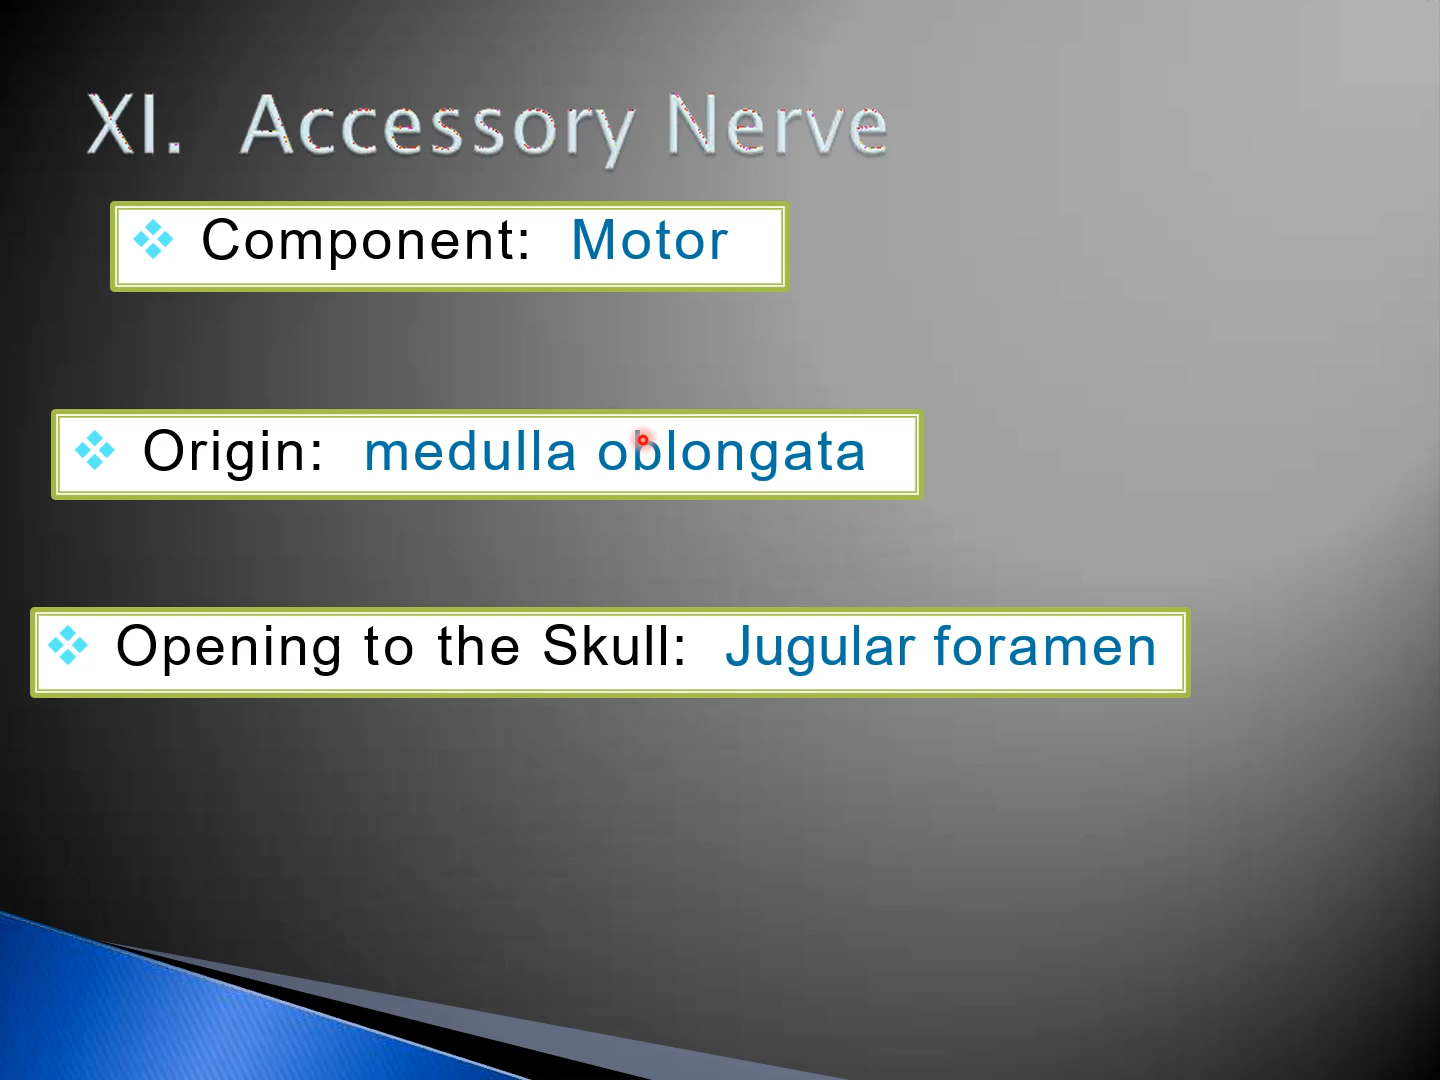 XI. Accessory Nerve
Component: Motor
Origin: medulla oblongata
Opening to the Skull: Jugular foramen